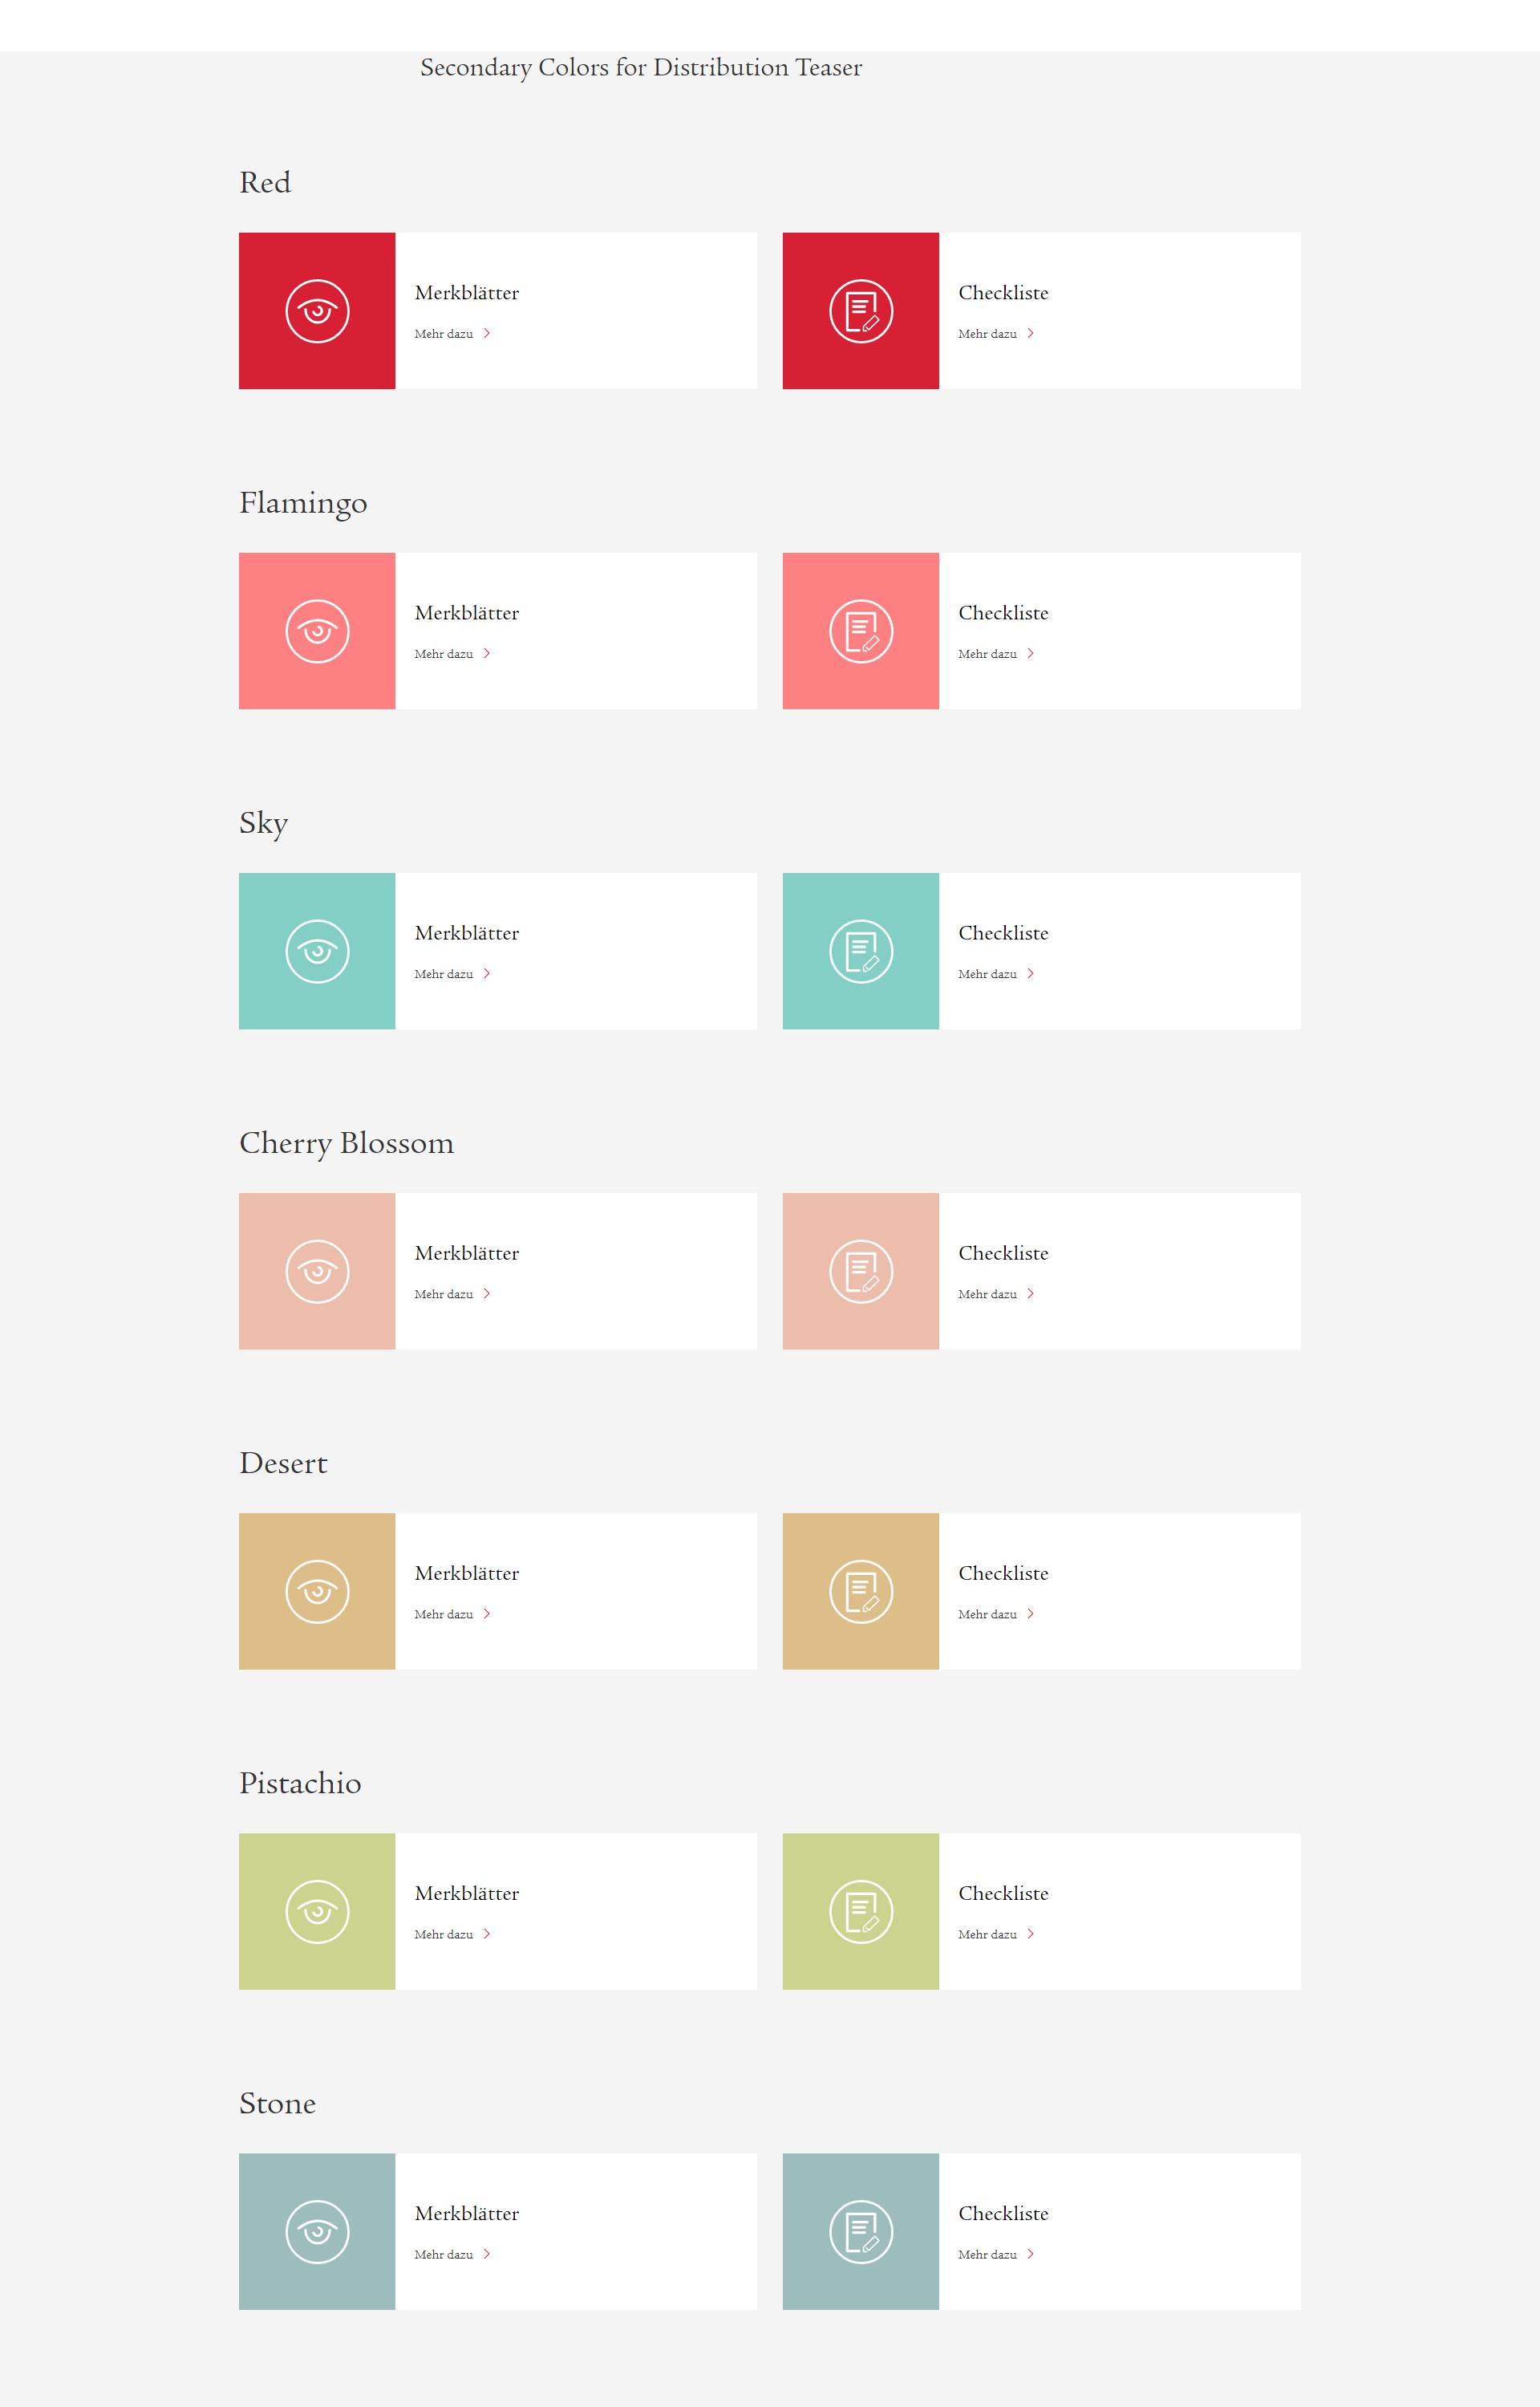 Secondary Colors for Distribution Teaser
Red
Merkblätter
Mehr dazu
Checkliste
Mehr dazu
Flamingo
Merkblätter
Mehr dazu
Checkliste
Mehr dazu
Sky
Merkblätter
Mehr dazu
Checkliste
Mehr dazu
Cherry Blossom
Merkblätter
Mehr dazu
Checkliste
Mehr dazu
Desert
Merkblätter
Mehr dazu
Checkliste
Mehr dazu
Pistachio
Merkblätter
Mehr dazu
Checkliste
Mehr dazu
Stone
Merkblätter
Mehr dazu
Checkliste
Mehr dazu